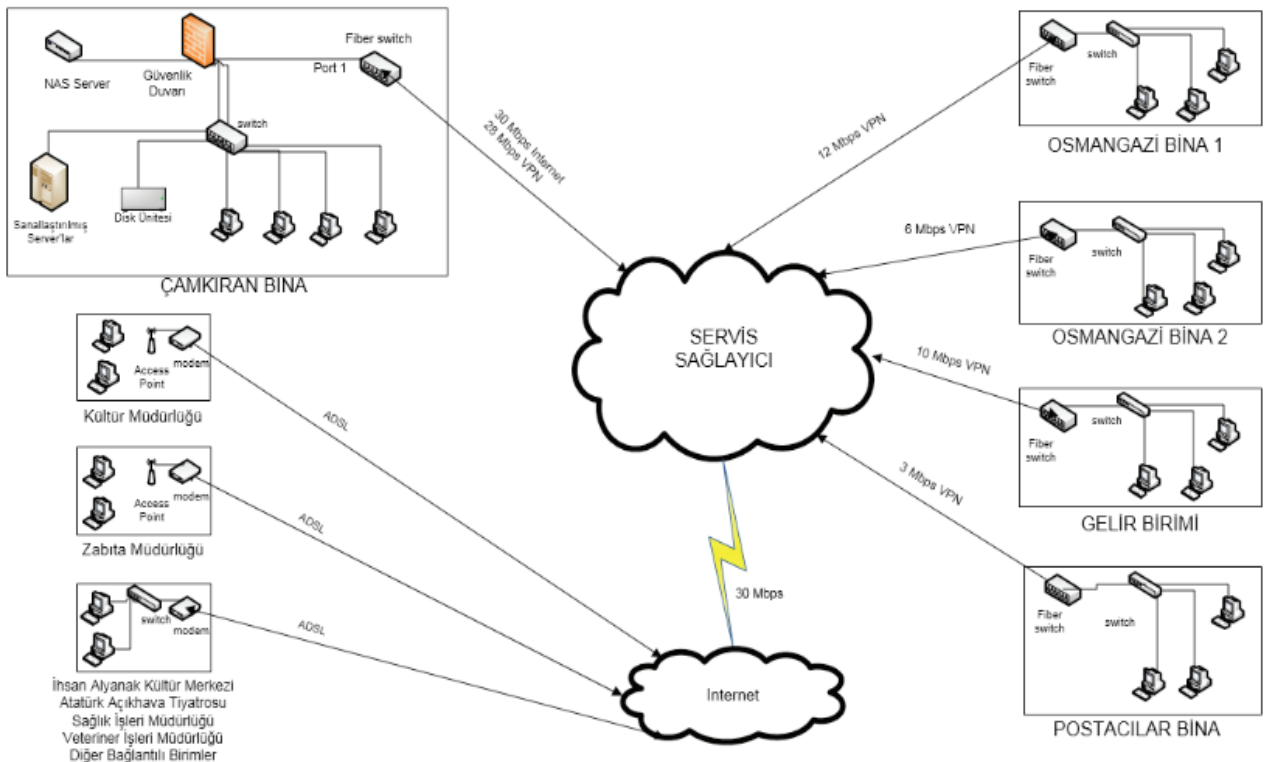 NAS Server
Güvenlik
Duvarı
Fiber switch
Port 1
switch
Sanallaştırılmış
Server'lar
Disk Ünitesi
ÇAMKIRAN BİNA
30 Mbps Internet
28 Mbps VPN
Access
Point
modem
Kültür Müdürlüğü
ADSL
Access
Point
modem
Zabıta Müdürlüğü
ADSL
switch
modem
ADSL
İhsan Alyanak Kültür Merkezi
Atatürk Açıkhava Tiyatrosu
Sağlık İşleri Müdürlüğü
Veteriner İşleri Müdürlüğü
Diğer Bağlantılı Birimler
SERVİS
SAĞLAYICI
30 Mbps
Internet
12 Mbps VPN
Fiber
switch
switch
OSMANGAZİ BİNA 1
6 Mbps VPN
Fiber
switch
switch
OSMANGAZİ BİNA 2
10 Mbps VPN
Fiber
switch
switch
GELİR BİRİMİ
3 Mbps VPN
Fiber
switch
switch
POSTACILAR BİNA